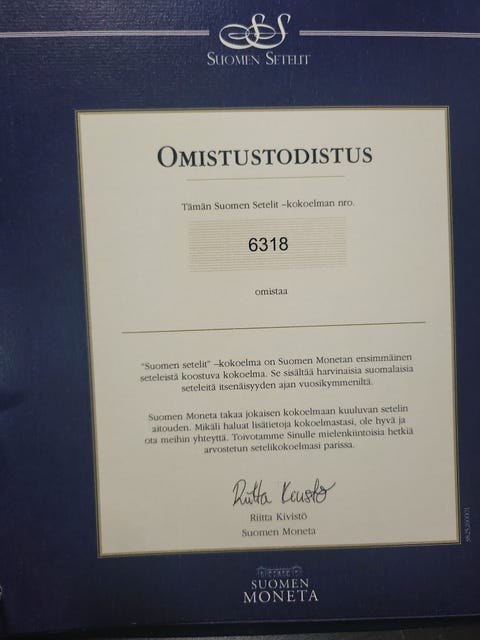 SUOMEN SETELIT
OMISTUSTODISTUS
Tämän Suomen Setelit –kokoelman nro.
6318
omistaa
"Suomen setelit" –kokoelma on Suomen Monetan ensimmäinen
seteleistä koostuva kokoelma. Se sisältää harvinaisia suomalaisia
seteleitä itsenäisyyden ajan vuosikymmeniltä.
Suomen Moneta takaa jokaisen kokoelmaan kuuluvan setelin
aitouden. Mikäli haluat lisätietoja kokoelmastasi, ole hyvä ja
ota meihin yhteyttä. Toivotamme Sinulle mielenkiintoisia hetkiä
arvostetun setelikokoelmasi parissa.
Riitta Kivistö
Riitta Kivistö
Suomen Moneta
SUOMEN
MONETA